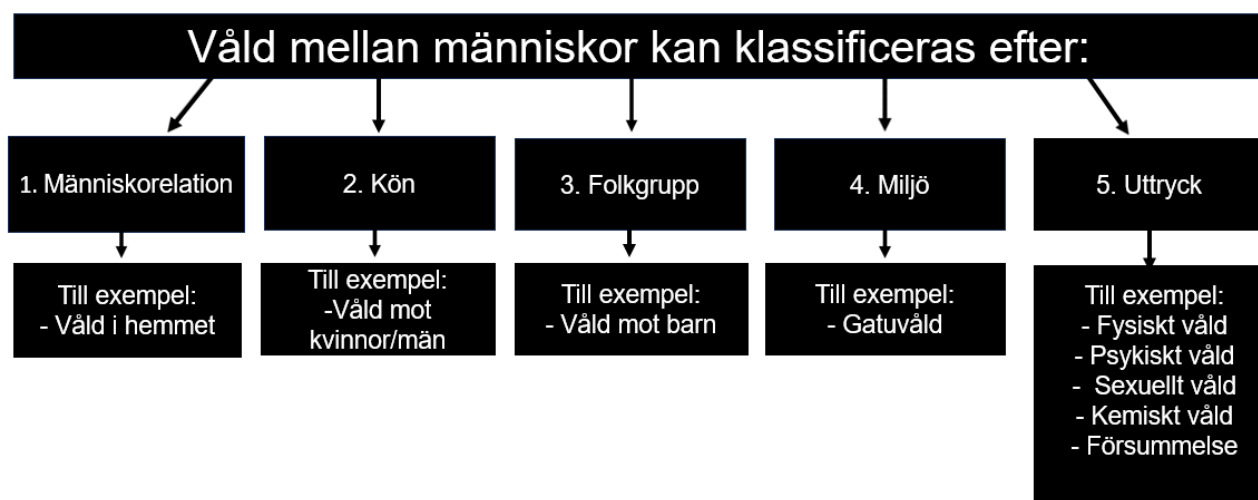 Våld mellan människor kan klassificeras efter:
1. Människorelation
2. Kön
3. Folkgrupp
4. Miljö
5. Uttryck
Till exempel:
- Våld i hemmet
Till exempel:
-Våld mot
kvinnor/män
Till exempel:
- Våld mot barn
Till exempel:
- Gatuvåld
Till exempel:
- Fysiskt våld
- Psykiskt våld
- Sexuellt våld
- Kemiskt våld
- Försummelse